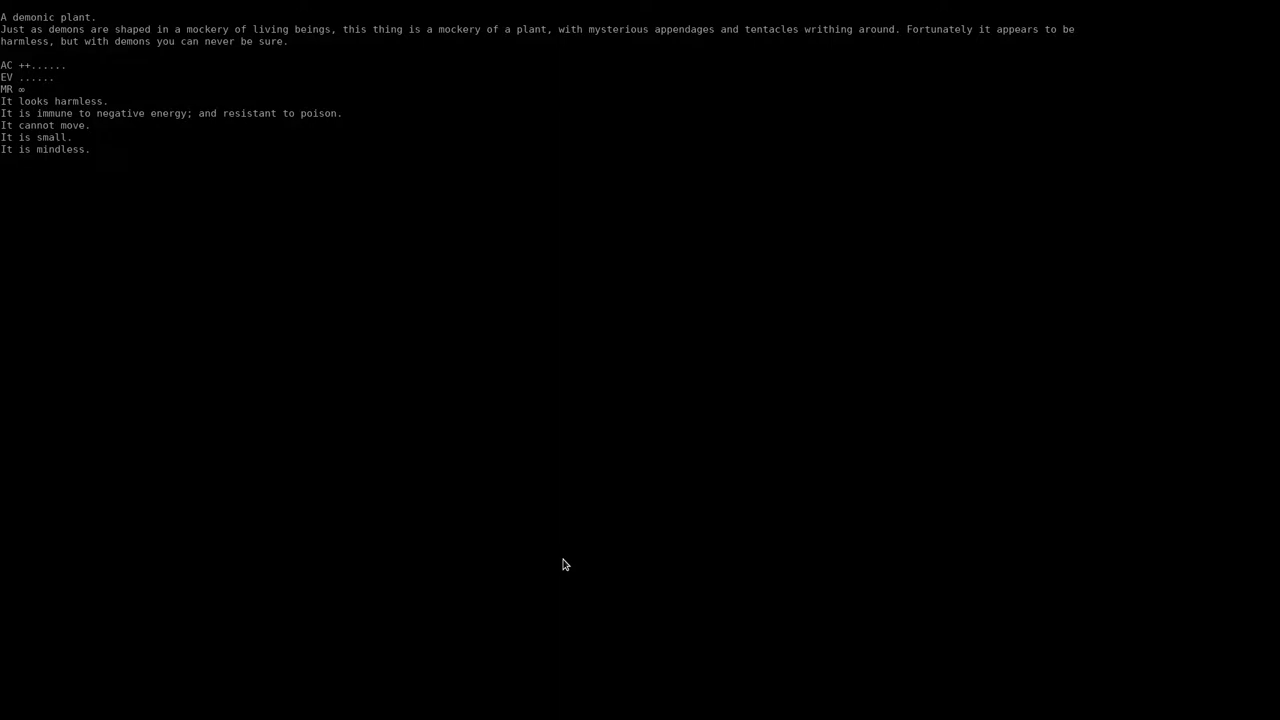 A demonic plant.
Just as demons are shaped in a mockery of living beings, this thing is a mockery of a plant, with mysterious appendages and tentacles writhing around. Fortunately it appears to be
harmless, but with demons you can never be sure.
AC ++......
EV ......
MR ∞
It looks harmless.
It is immune to negative energy; and resistant to poison.
It cannot move.
It is small.
It is mindless.